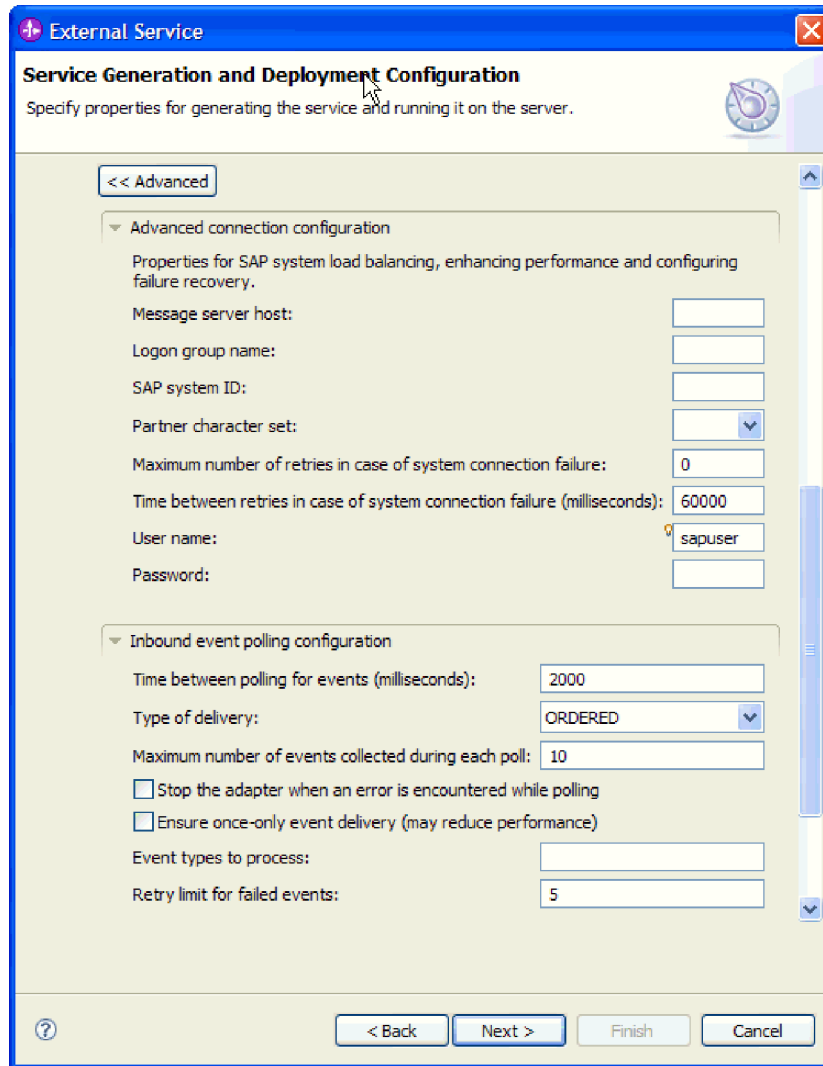 External Service
Service Generation and Deployment Configuration
Specify properties for generating the service and running it on the server.
<< Advanced
Advanced connection configuration
Properties for SAP system load balancing, enhancing performance and configuring
failure recovery.
Message server host:
Logon group name:
SAP system ID:
Partner character set:
Maximum number of retries in case of system connection failure: 0
Time between retries in case of system connection failure (milliseconds): 60000
User name: sapuser
Password:
Inbound event polling configuration
Time between polling for events (milliseconds): 2000
Type of delivery: ORDERED
Maximum number of events collected during each poll: 10
Stop the adapter when an error is encountered while polling
Ensure once-only event delivery (may reduce performance)
Event types to process:
Retry limit for failed events: 5
? < Back Next > Finish Cancel